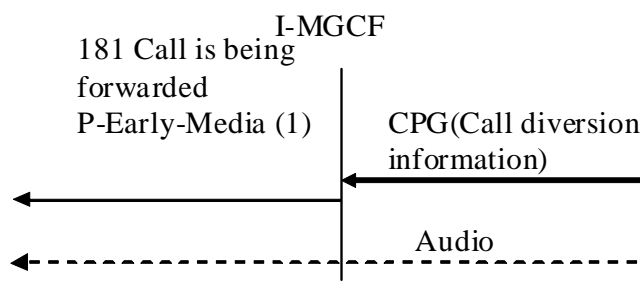 I-MGCF
181 Call is being
forwarded
P-Early-Media (1)
CPG(Call diversion
information)
Audio